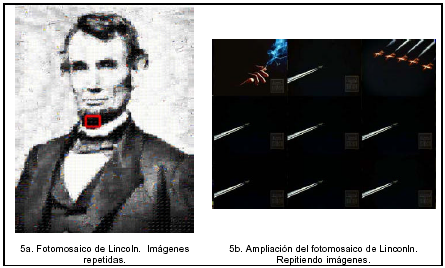 5a. Fotomosaico de Lincoln. Imágenes
repetidas.
5b. Ampliación del fotomosaico de Linconln.
Repitiendo imágenes.